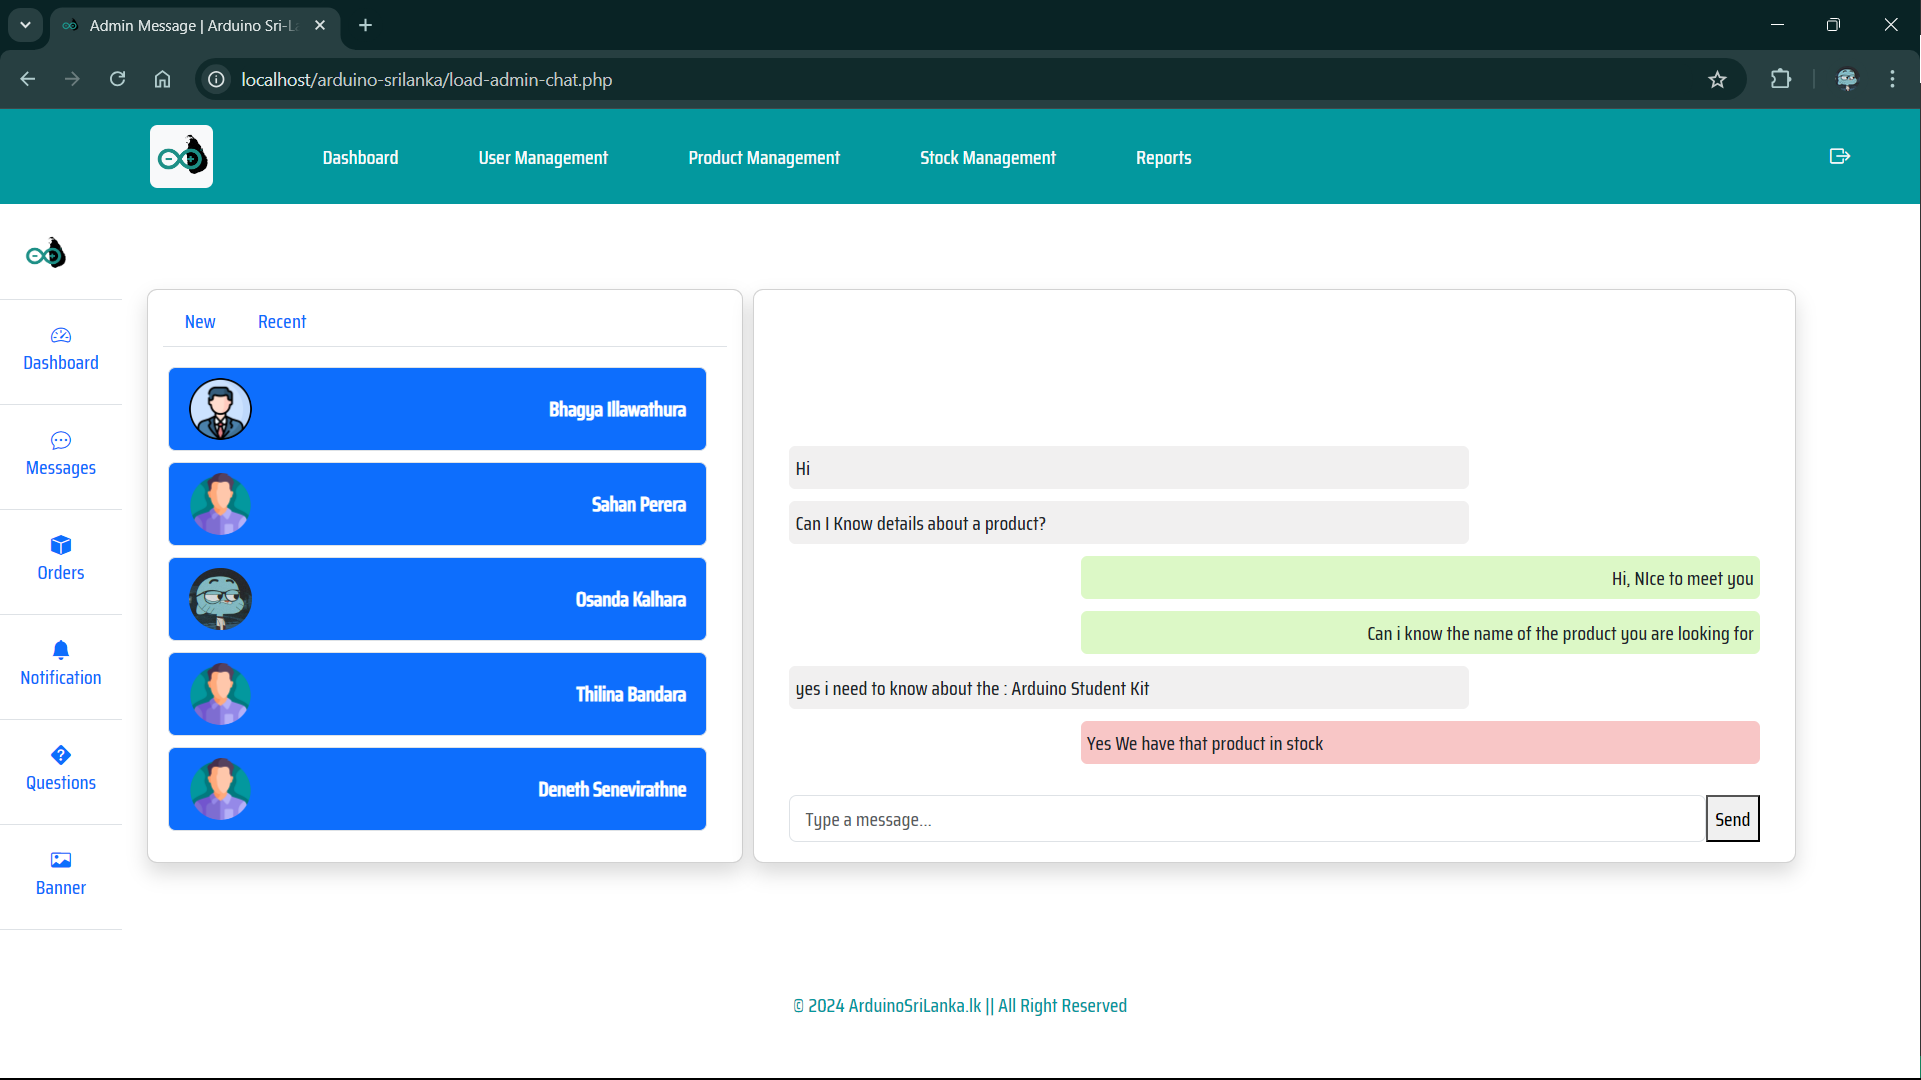 Admin Message | Arduino Sri-La
localhost/arduino-srilanka/load-admin-chat.php
Dashboard
User Management
Product Management
Stock Management
Reports
Dashboard
Messages
Orders
Notification
Questions
Banner
New
Recent
Bhagya Illawathura
Sahan Perera
Osanda Kalhara
Thilina Bandara
Deneth Senevirathne
Hi
Can I Know details about a product?
Hi, NIce to meet you
Can i know the name of the product you are looking for
yes i need to know about the : Arduino Student Kit
Yes We have that product in stock
Type a message...
Send
© 2024 ArduinoSriLanka.lk || All Right Reserved